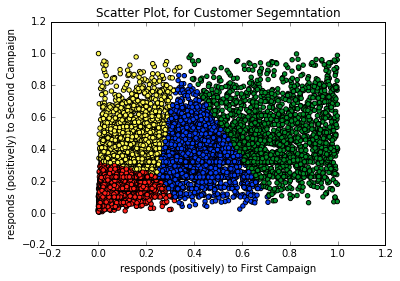 Scatter Plot, for Customer Segemntation
responds (positively) to Second Campaign
1.2
1.0
0.8
0.6
0.4
0.2
0.0
−0.2
−0.2 0.0 0.2 0.4 0.6 0.8 1.0 1.2
responds (positively) to First Campaign